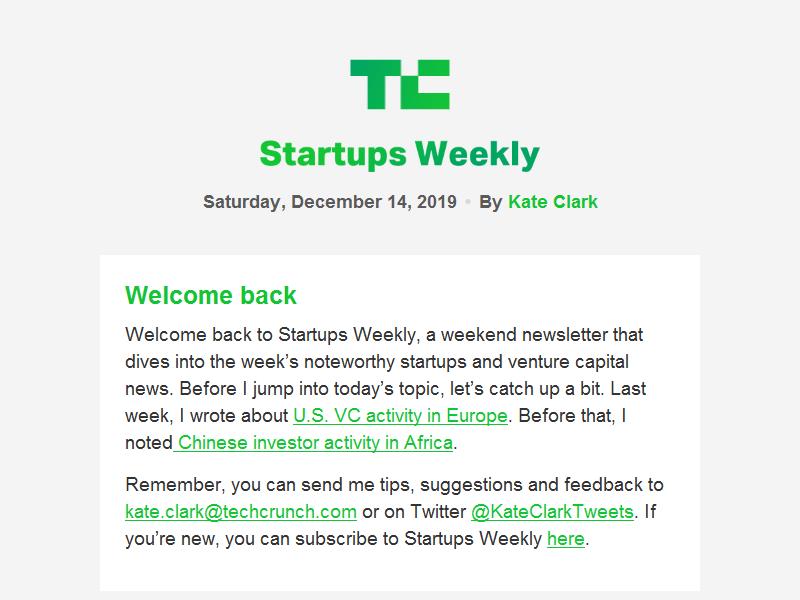 TC
Startups Weekly
Saturday, December 14, 2019 • By Kate Clark
Welcome back
Welcome back to Startups Weekly, a weekend newsletter that
dives into the week’s noteworthy startups and venture capital
news. Before I jump into today’s topic, let’s catch up a bit. Last
week, I wrote about U.S. VC activity in Europe. Before that, I
noted Chinese investor activity in Africa.
Remember, you can send me tips, suggestions and feedback to
kate.clark@techcrunch.com or on Twitter @KateClarkTweets. If
you’re new, you can subscribe to Startups Weekly here.